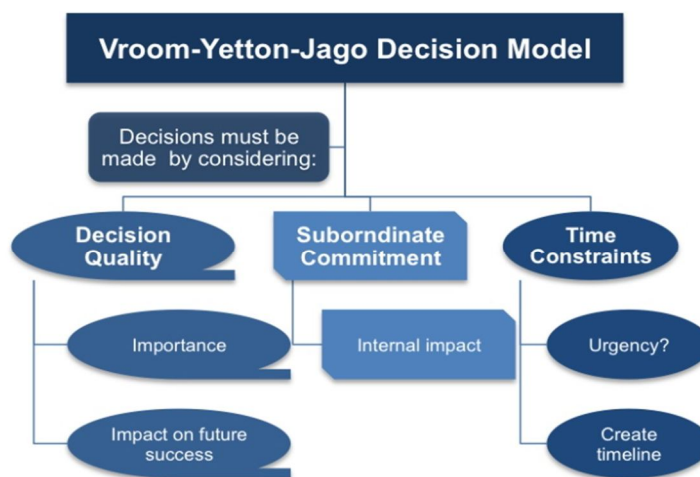 Vroom-Yetton-Jago Decision Model
Decisions must be
made by considering:
Decision
Quality
Suborndinate
Commitment
Time
Constraints
Importance
Internal impact
Urgency?
Impact on future
success
Create
timeline